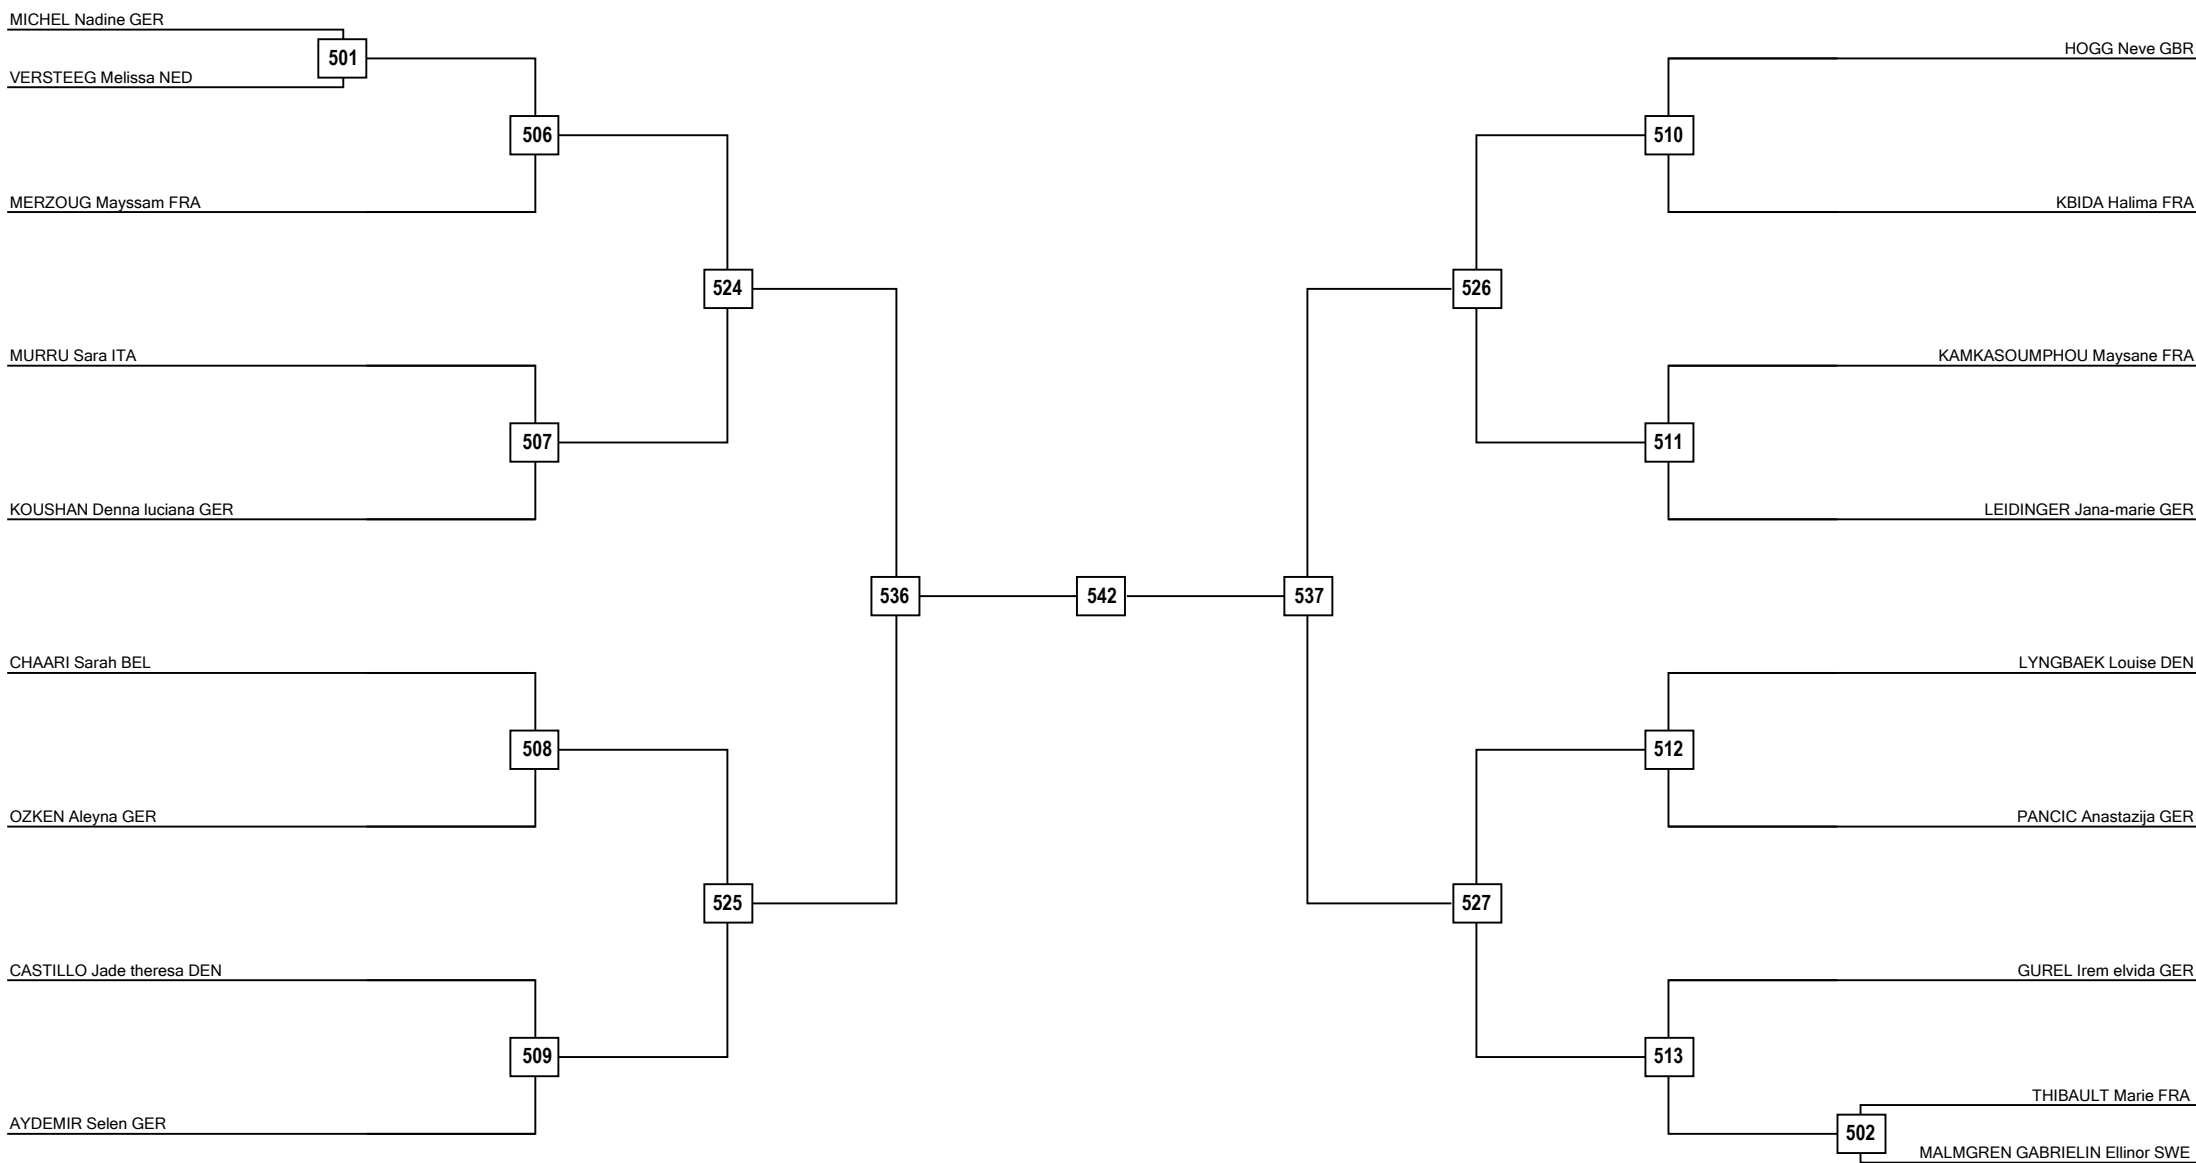 MICHEL Nadine GER
501
VERSTEEG Melissa NED
506
MERZOUG Mayssam FRA
524
MURRU Sara ITA
507
KOUSHAN Denna luciana GER
536
CHAARI Sarah BEL
508
OZKEN Aleyna GER
525
CASTILLO Jade theresa DEN
509
AYDEMIR Selen GER
542
HOGG Neve GBR
510
KBIDA Halima FRA
526
KAMKASOUMPHOU Maysane FRA
511
LEIDINGER Jana-marie GER
537
LYNGBAEK Louise DEN
512
PANCIC Anastazija GER
527
GUREL Irem elvida GER
513
THIBAULT Marie FRA
502
MALMGREN GABRIELIN Ellinor SWE